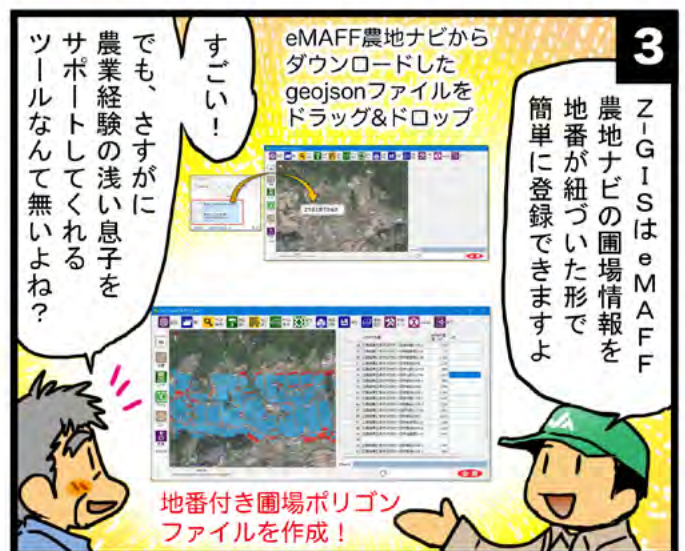 3
Z-GISはeMAFF
農地ナビの圃場情報を
地番が紐づいた形で
簡単に登録できますよ
eMAFF農地ナビから
ダウンロードした
geojsonファイルを
ドラッグ&ドロップ
すごい！
でも、さすがに
農業経験の浅い息子を
サポートしてくれる
ツールなんて無いよね？
地番付き圃場ポリゴン
ファイルを作成！
JA